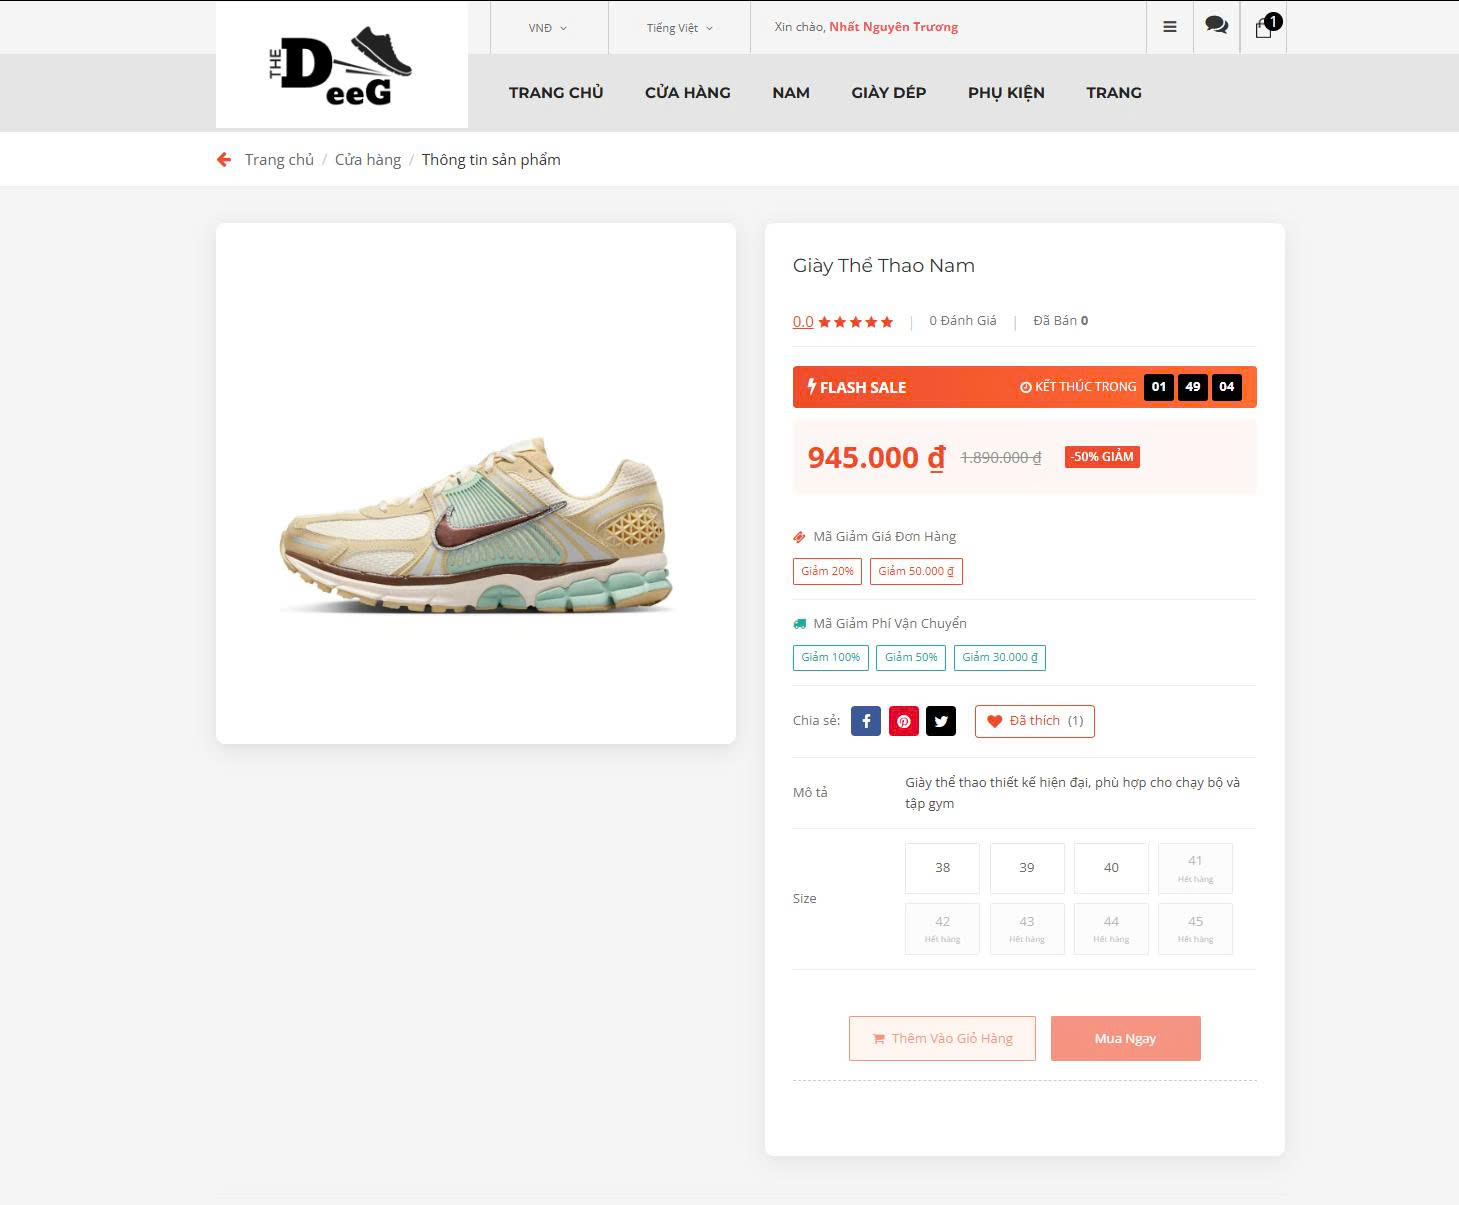 THE DeeG
VNĐ
Tiếng Việt
Xin chào, Nhất Nguyên Trương
1
TRANG CHỦ
CỬA HÀNG
NAM
GIÀY DÉP
PHỤ KIỆN
TRANG
Trang chủ / Cửa hàng / Thông tin sản phẩm
Giày Thể Thao Nam
0.0
0 Đánh Giá
Đã Bán 0
FLASH SALE
KẾT THÚC TRONG 01 49 04
945.000 ₫ 1.890.000 ₫ -50% GIẢM
Mã Giảm Giá Đơn Hàng
Giảm 20%
Giảm 50.000 ₫
Mã Giảm Phí Vận Chuyển
Giảm 100%
Giảm 50%
Giảm 30.000 ₫
Chia sẻ:
Đã thích (1)
Mô tả
Giày thể thao thiết kế hiện đại, phù hợp cho chạy bộ và
tập gym
Size
38
39
40
41
Hết hàng
42
Hết hàng
43
Hết hàng
44
Hết hàng
45
Hết hàng
Thêm Vào Giỏ Hàng
Mua Ngay